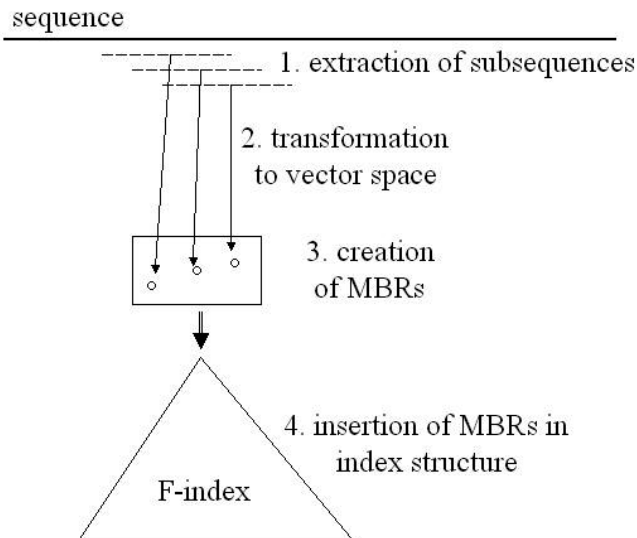 sequence
1. extraction of subsequences
2. transformation
to vector space
3. creation
of MBRs
4. insertion of MBRs in
index structure
F-index